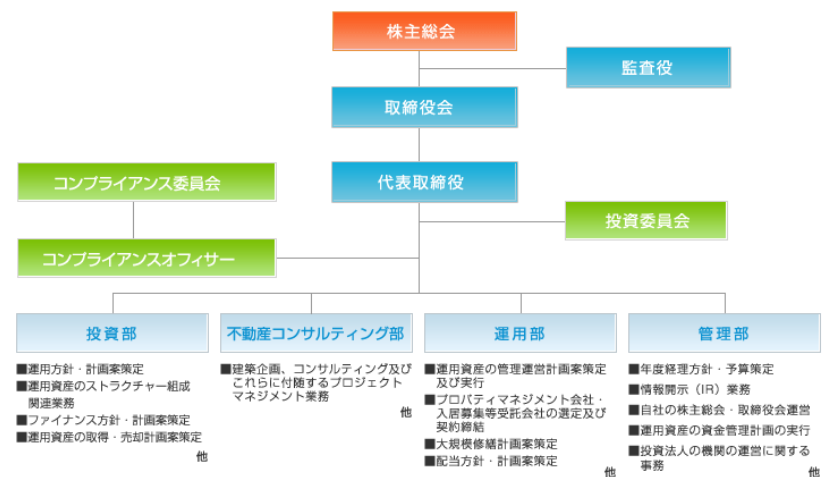 株主総会
監査役
取締役会
代表取締役
コンプライアンス委員会
投資委員会
コンプライアンスオフィサー
投資部
■運用方針・計画案策定
■運用資産のストラクチャー組成
関連業務
■ファイナンス方針・計画案策定
■運用資産の取得・売却計画案策定
他
不動産コンサルティング部
■建築企画、コンサルティング及び
これらに付随するプロジェクト
マネジメント業務
他
運用部
■運用資産の管理運営計画案策定
及び実行
■プロパティマネジメント会社・
入居募集等受託会社の選定及び
契約締結
■大規模修繕計画案策定
■配当方針・計画案策定
他
管理部
■年度経理方針・予算策定
■情報開示（IR）業務
■自社の株主総会・取締役会運営
■運用資産の資金管理計画の実行
■投資法人の機関の運営に関する
事務
他